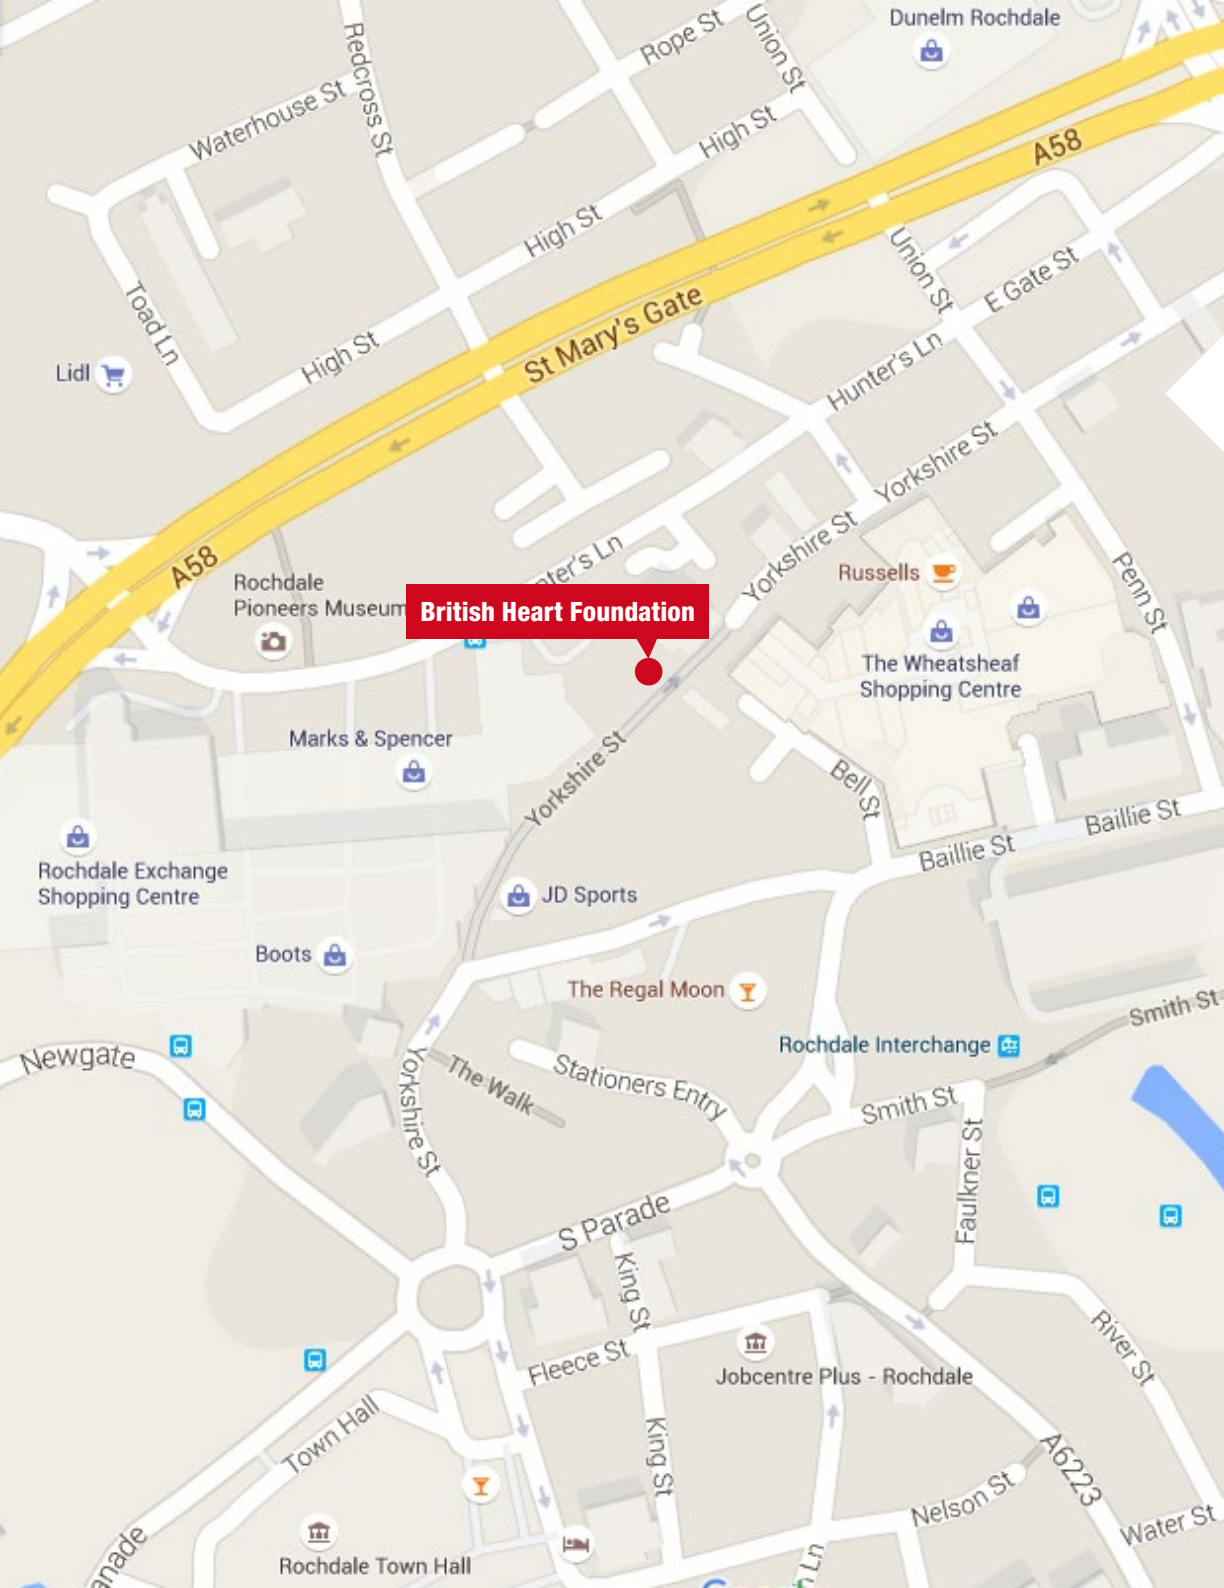 Dunelm Rochdale
Rope St
Union St
Redcross St
Waterhouse St
High St
A58
High St
Union St
E Gate St
Toad Ln
St Mary's Gate
High St
Hunter's Ln
Lidl
Yorkshire St
Yorkshire St
A58
Rochdale
Pioneers Museum
British Heart Foundation
Russells
Penn St
The Wheatsheaf
Shopping Centre
Marks & Spencer
Yorkshire St
Bell St
Baillie St
Baillie St
Rochdale Exchange
Shopping Centre
JD Sports
Boots
The Regal Moon
Smith St
Rochdale Interchange
Newgate
The Walk
Stationers Entry
Yorkshire St
Smith St
Faulkner St
S Parade
King St
River St
Fleece St
Jobcentre Plus - Rochdale
Town Hall
King St
A6223
Nelson St
Water St
Rochdale Town Hall